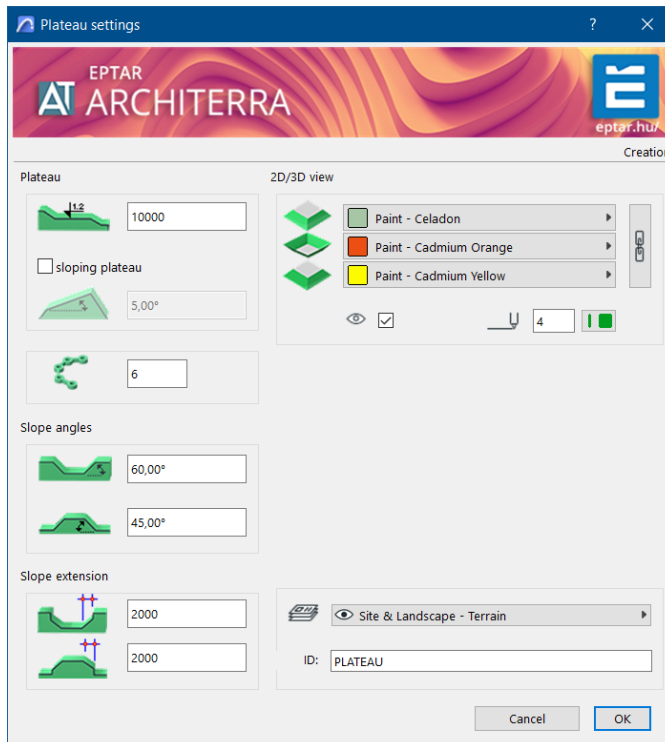 Plateau settings
?
EPTAR
AT ARCHITERRA
eptar.hu/
Creation
Plateau
2D/3D view
1.2
10000
sloping plateau
5,00°
6
Paint - Celadon
Paint - Cadmium Orange
Paint - Cadmium Yellow
4
Slope angles
60,00°
45,00°
Slope extension
2000
2000
Site & Landscape - Terrain
ID: PLATEAU
Cancel
OK